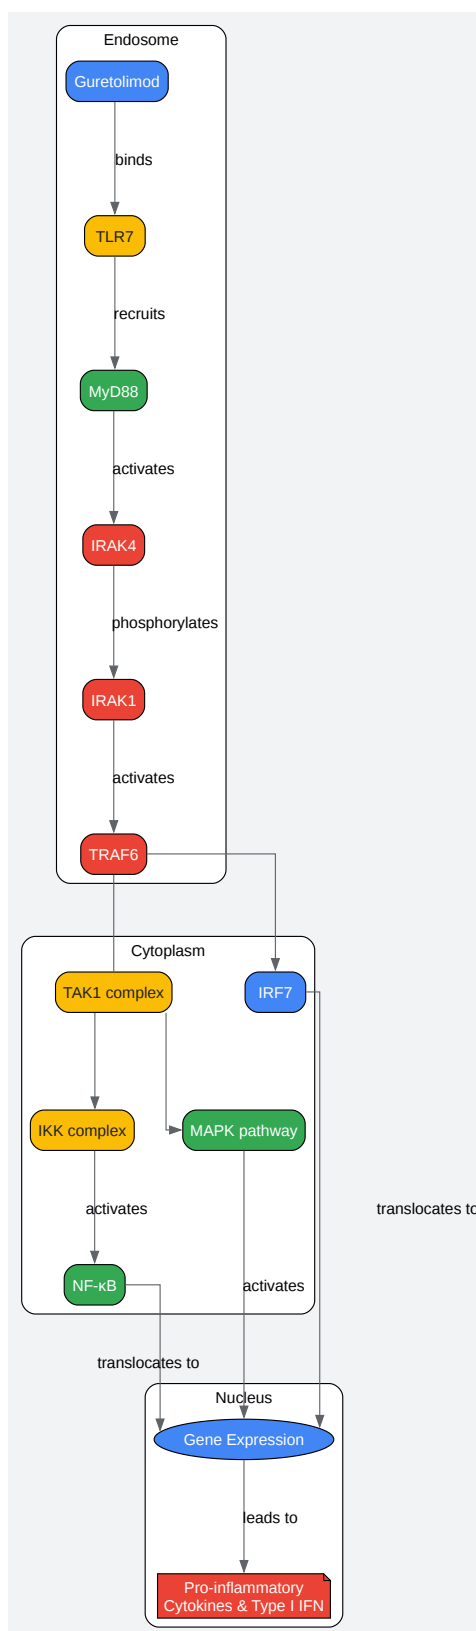 Endosome
Guretolimod
binds
TLR7
recruits
MyD88
activates
IRAK4
phosphorylates
IRAK1
activates
TRAF6
Cytoplasm
TAK1 complex
IRF7
IKK complex
MAPK pathway
activates
translocates to
NF-κB
activates
translocates to
Nucleus
Gene Expression
leads to
Pro-inflammatory
Cytokines & Type I IFN